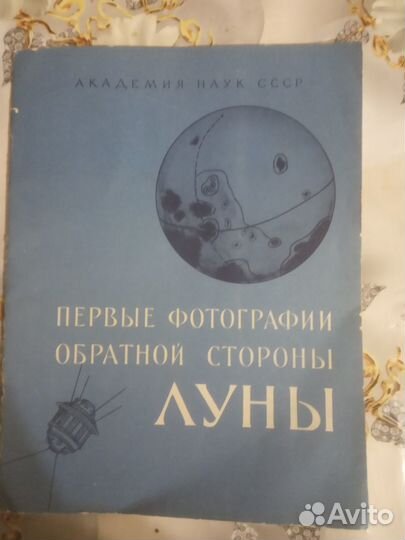 АКАДЕМИЯ НАУК СССР
ПЕРВЫЕ ФОТОГРАФИИ
ОБРАТНОЙ СТОРОНЫ
ЛУНЫ
Avito